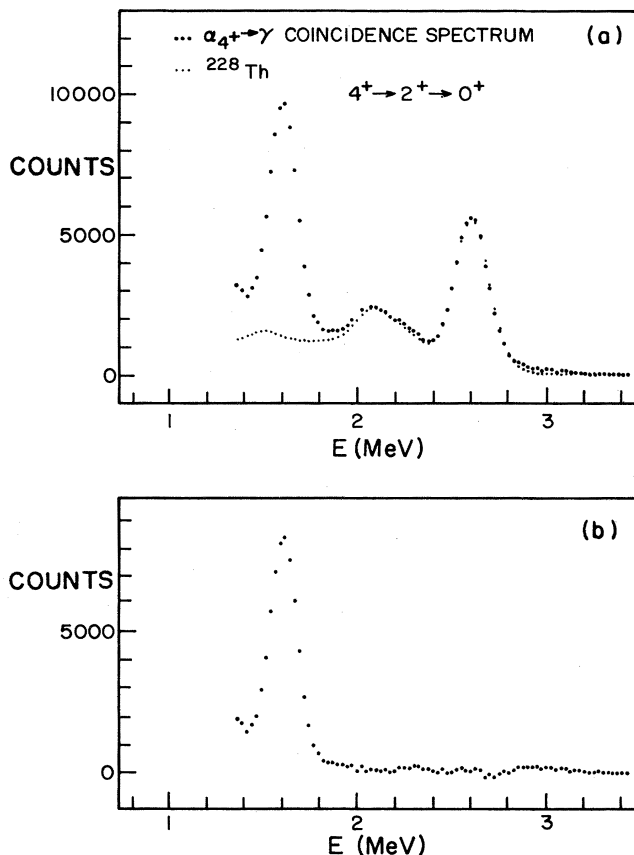 ••• α₄+→γ COINCIDENCE SPECTRUM (a)
... ²²⁸Th
4⁺→2⁺→0⁺
10000
COUNTS
5000
0
1 2 3
E (MeV)
(b)
COUNTS
5000
0
1 2 3
E (MeV)